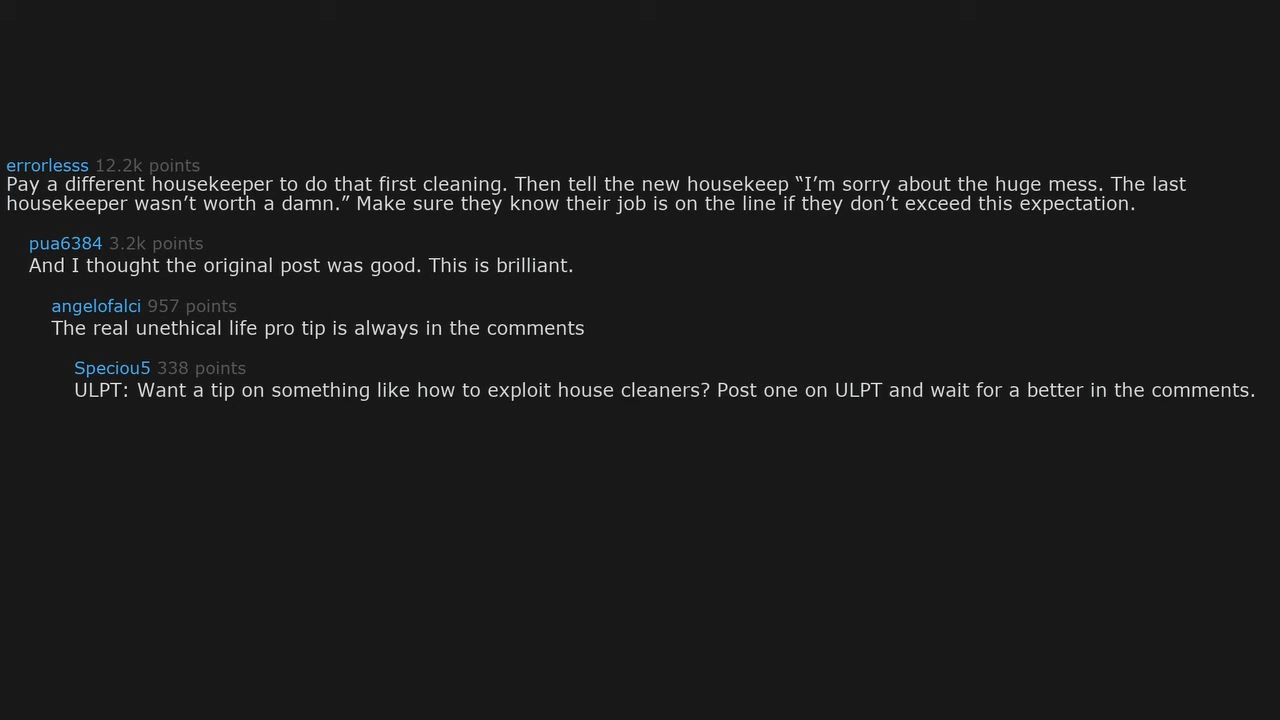 errorlesss 12.2k points
Pay a different housekeeper to do that first cleaning. Then tell the new housekeep “I’m sorry about the huge mess. The last
housekeeper wasn’t worth a damn.” Make sure they know their job is on the line if they don’t exceed this expectation.
pua6384 3.2k points
And I thought the original post was good. This is brilliant.
angelofalci 957 points
The real unethical life pro tip is always in the comments
Speciou5 338 points
ULPT: Want a tip on something like how to exploit house cleaners? Post one on ULPT and wait for a better in the comments.